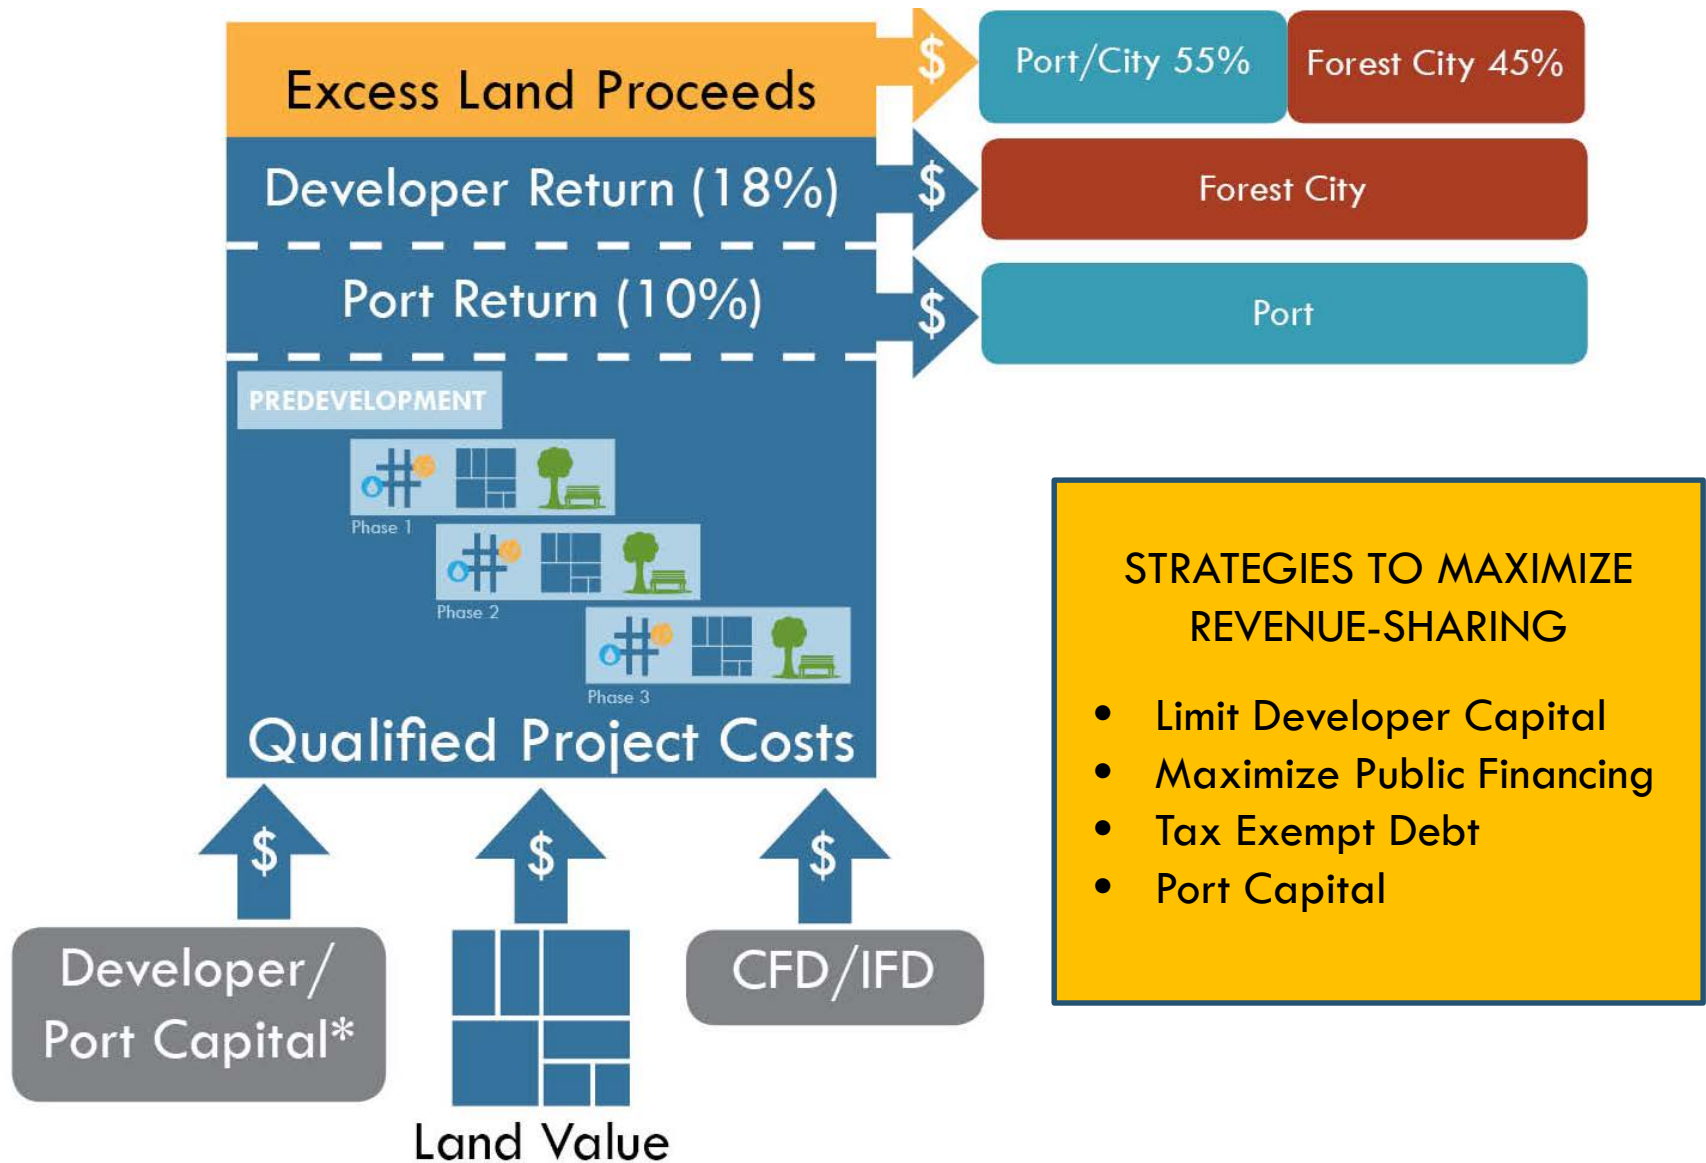 Excess Land Proceeds
$
Port/City 55%
Forest City 45%
Developer Return (18%)
$
Forest City
Port Return (10%)
$
Port
PREDEVELOPMENT
Phase 1
Phase 2
Phase 3
Qualified Project Costs
$
$
$
Developer/
Port Capital*
Land Value
CFD/IFD
STRATEGIES TO MAXIMIZE
REVENUE-SHARING
• Limit Developer Capital
• Maximize Public Financing
• Tax Exempt Debt
• Port Capital